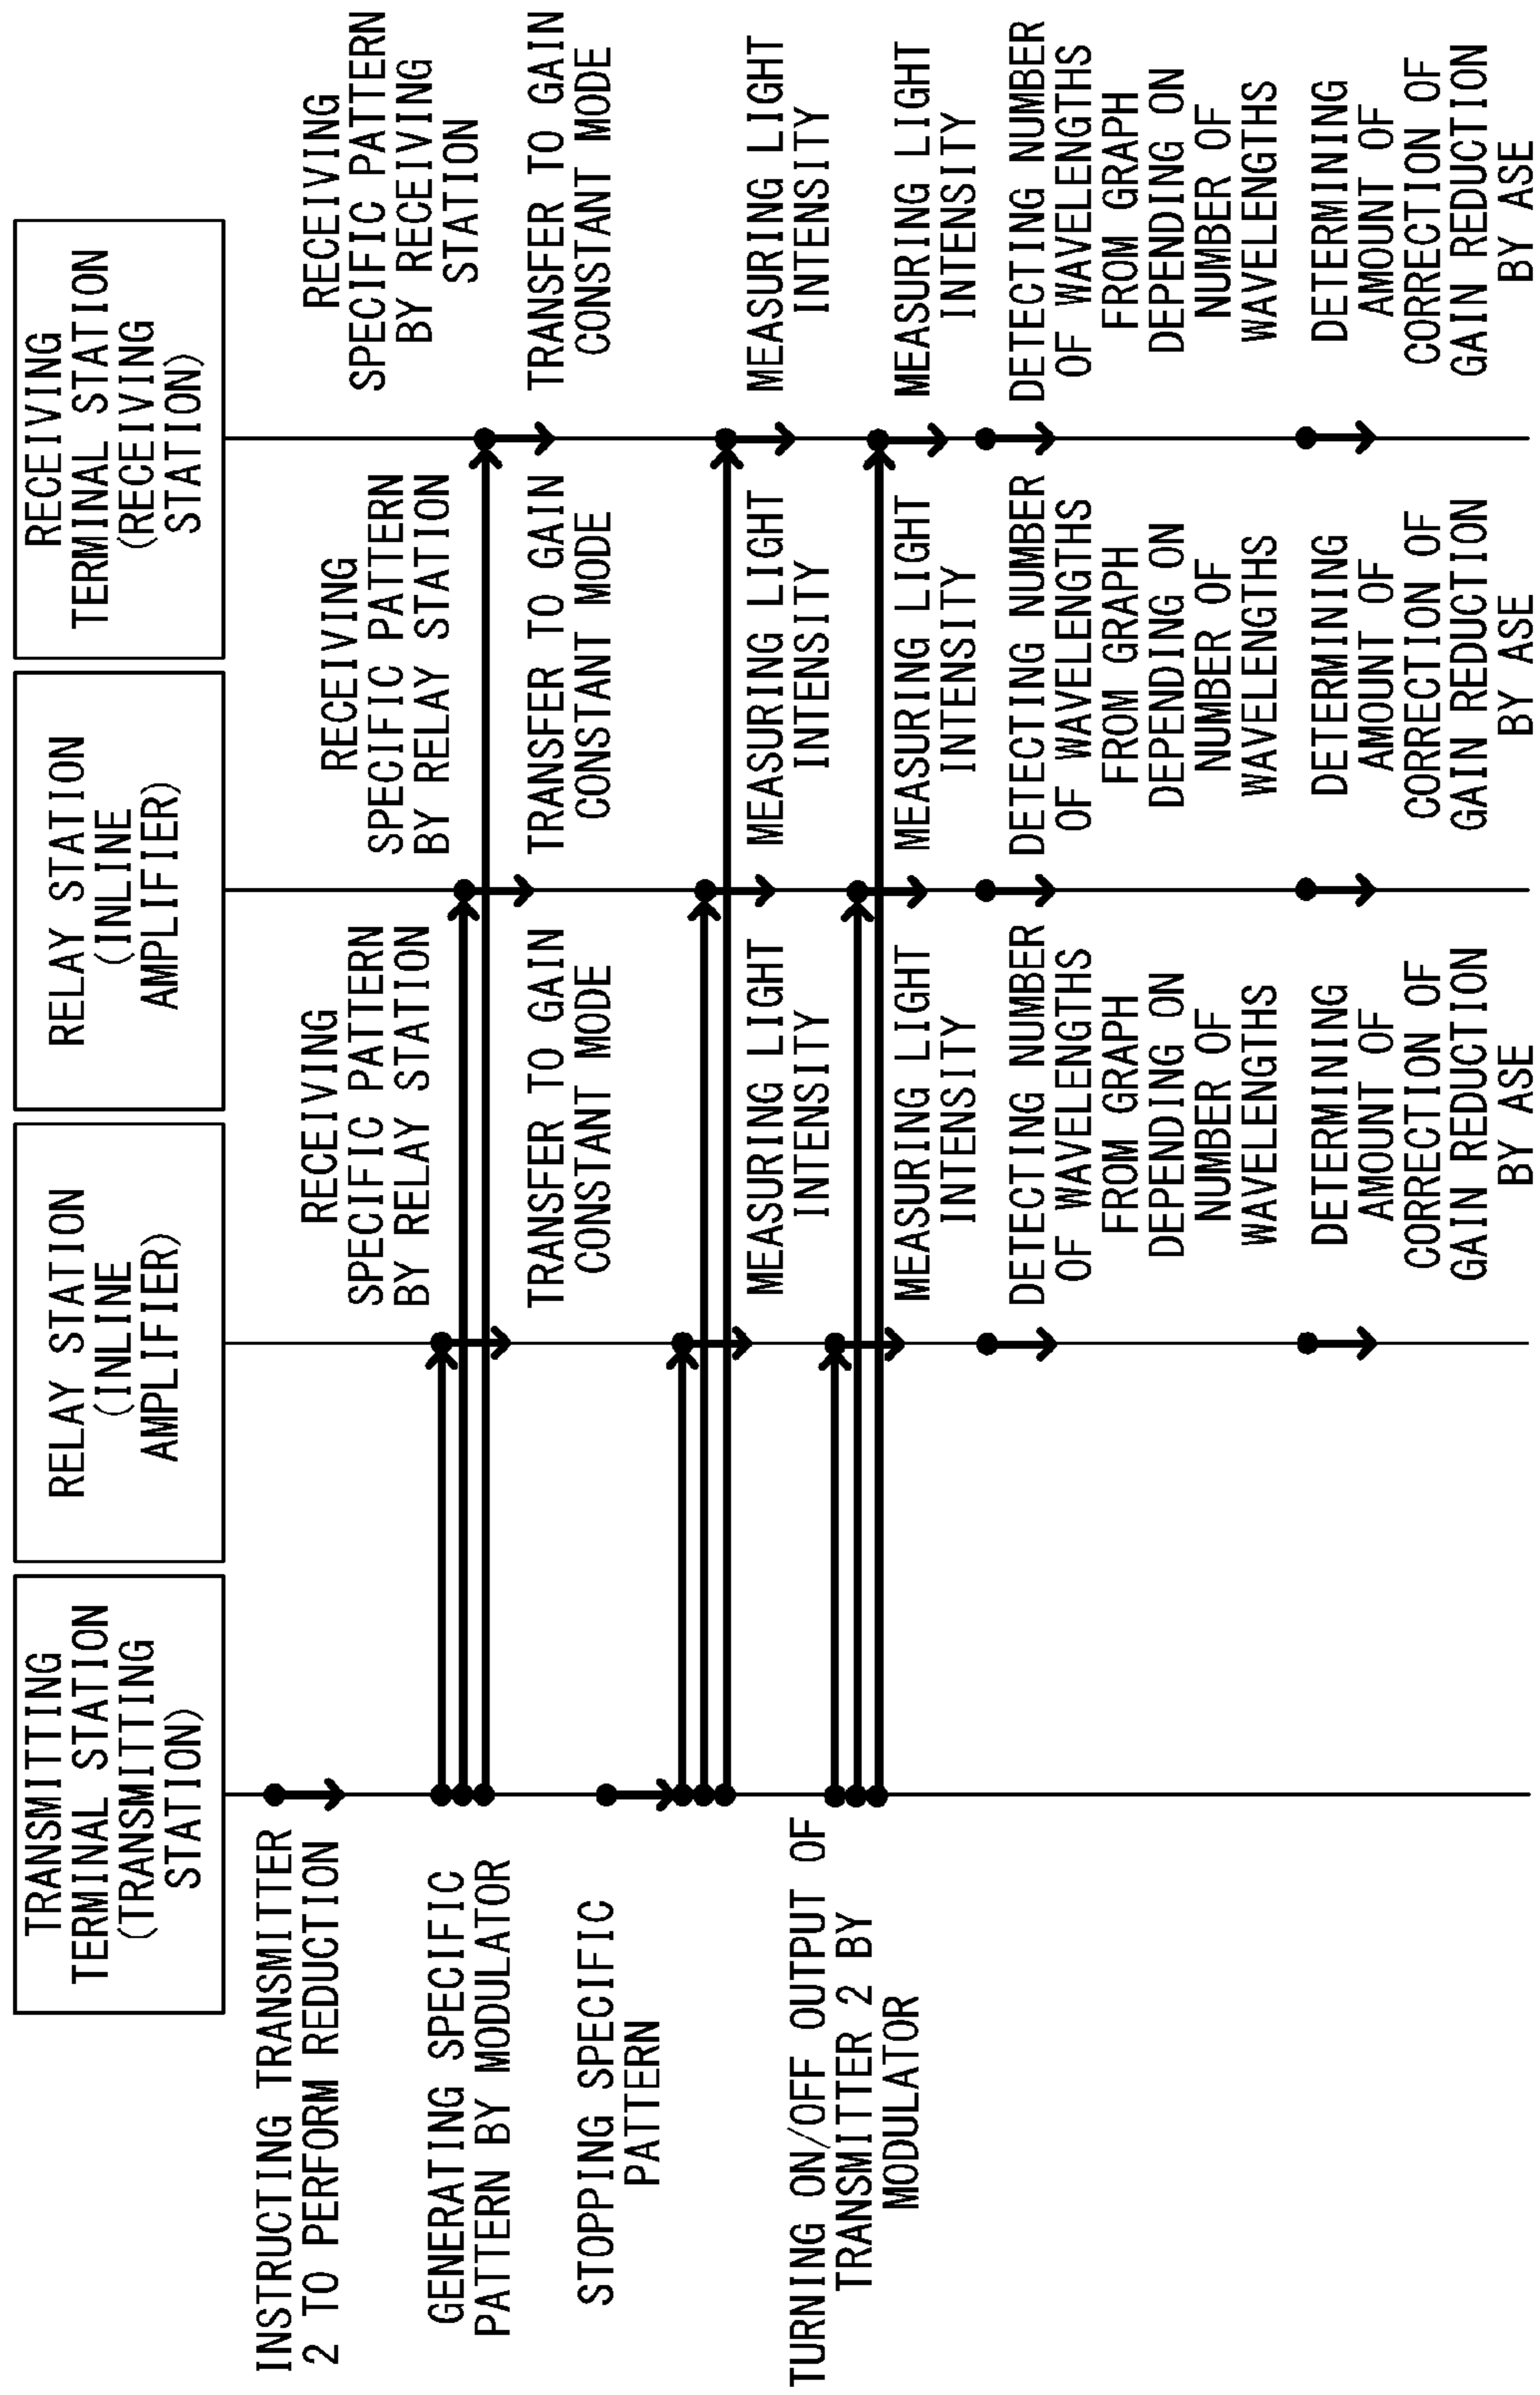 TRANSMITTING
TERMINAL STATION
(TRANSMITTING
STATION)
RELAY STATION
(INLINE
AMPLIFIER)
RELAY STATION
(INLINE
AMPLIFIER)
RECEIVING
TERMINAL STATION
(RECEIVING
STATION)
INSTRUCTING TRANSMITTER
2 TO PERFORM REDUCTION
GENERATING SPECIFIC
PATTERN BY MODULATOR
STOPPING SPECIFIC
PATTERN
TURNING ON/OFF OUTPUT OF
TRANSMITTER 2 BY
MODULATOR
RECEIVING
SPECIFIC PATTERN
BY RELAY STATION
TRANSFER TO GAIN
CONSTANT MODE
MEASURING LIGHT
INTENSITY
MEASURING LIGHT
INTENSITY
DETECTING NUMBER
OF WAVELENGTHS
FROM GRAPH
DEPENDING ON
NUMBER OF
WAVELENGTHS
DETERMINING
AMOUNT OF
CORRECTION OF
GAIN REDUCTION
BY ASE
RECEIVING
SPECIFIC PATTERN
BY RELAY STATION
TRANSFER TO GAIN
CONSTANT MODE
MEASURING LIGHT
INTENSITY
MEASURING LIGHT
INTENSITY
DETECTING NUMBER
OF WAVELENGTHS
FROM GRAPH
DEPENDING ON
NUMBER OF
WAVELENGTHS
DETERMINING
AMOUNT OF
CORRECTION OF
GAIN REDUCTION
BY ASE
RECEIVING
SPECIFIC PATTERN
BY RECEIVING
STATION
TRANSFER TO GAIN
CONSTANT MODE
MEASURING LIGHT
INTENSITY
MEASURING LIGHT
INTENSITY
DETECTING NUMBER
OF WAVELENGTHS
FROM GRAPH
DEPENDING ON
NUMBER OF
WAVELENGTHS
DETERMINING
AMOUNT OF
CORRECTION OF
GAIN REDUCTION
BY ASE